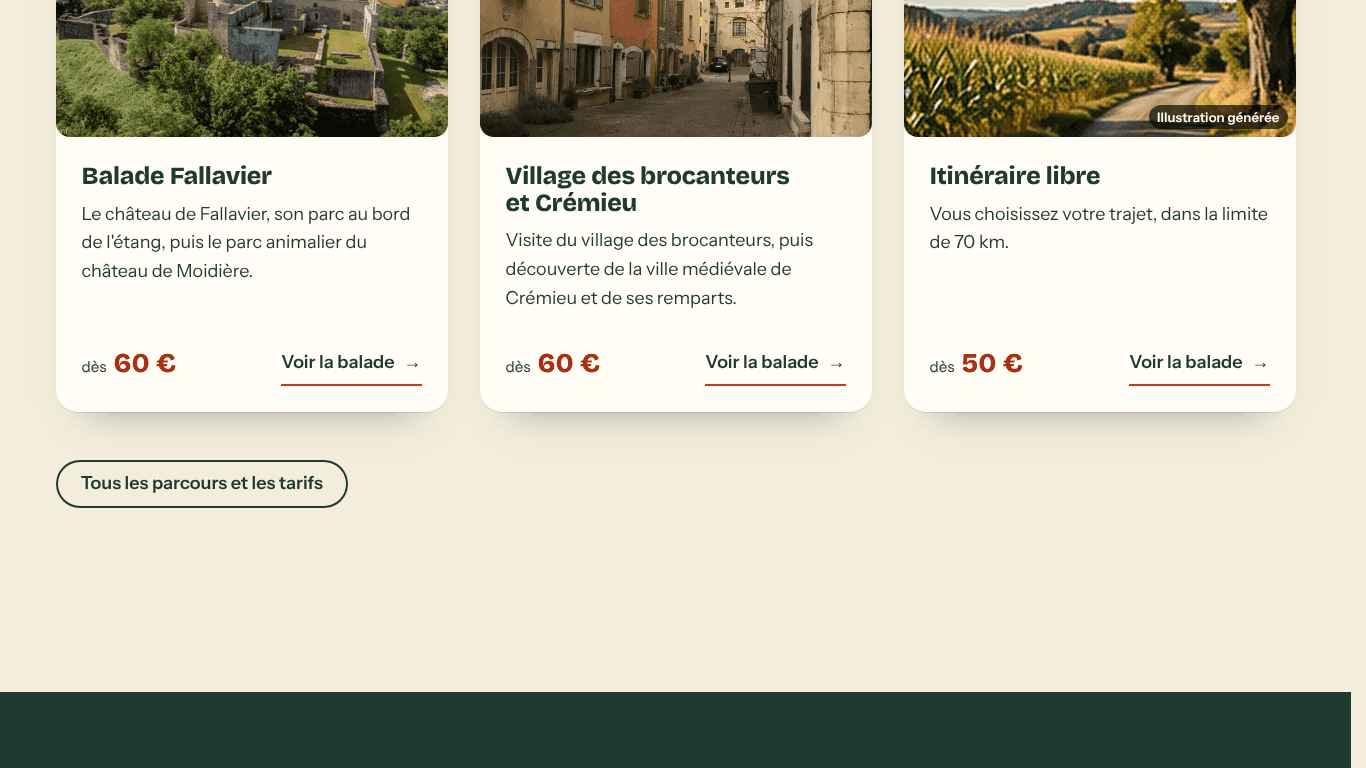 Illustration générée
Balade Fallavier
Le château de Fallavier, son parc au bord
de l'étang, puis le parc animalier du
château de Moidière.
dès 60 €
Voir la balade →
Village des brocanteurs
et Crémieu
Visite du village des brocanteurs, puis
découverte de la ville médiévale de
Crémieu et de ses remparts.
dès 60 €
Voir la balade →
Itinéraire libre
Vous choisissez votre trajet, dans la limite
de 70 km.
dès 50 €
Voir la balade →
Tous les parcours et les tarifs